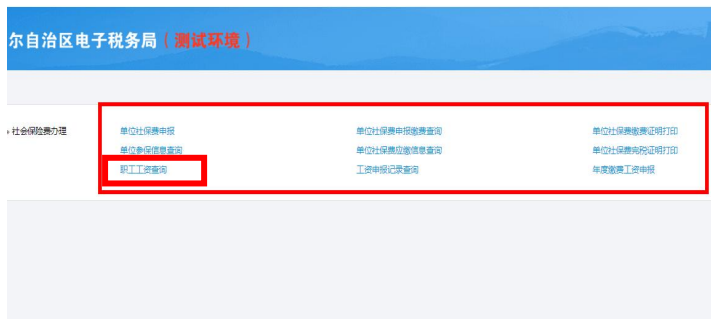 尔自治区电子税务局（测试环境）
社会保险费办理
单位社保费申报 单位社保费申报缴费查询 单位社保费缴费证明打印
单位参保信息查询 单位社保费应缴信息查询 单位社保费完税证明打印
职工工资查询 工资申报记录查询 年度缴费工资申报